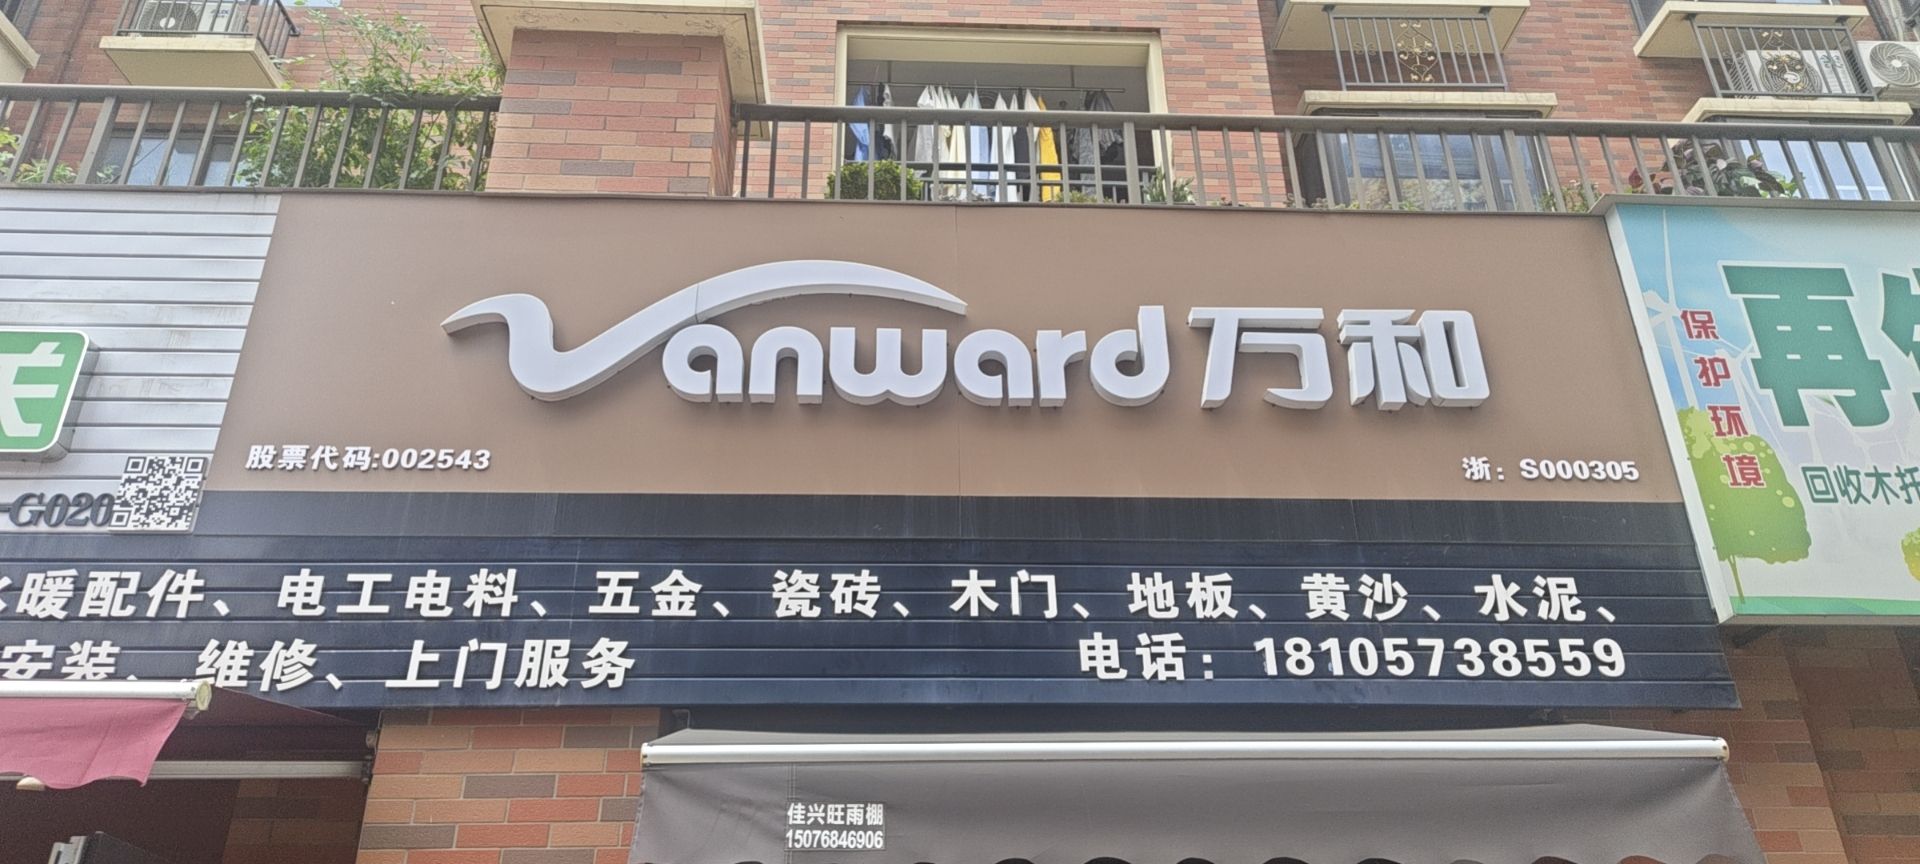 Vanward 万和
股票代码:002543
浙：S000305
暖配件、电工电料、五金、瓷砖、木门、地板、黄沙、水泥、
安装、维修、上门服务
电话：18105738559
佳兴旺雨棚
15076846906
-G020
再
保护环境
回收木托